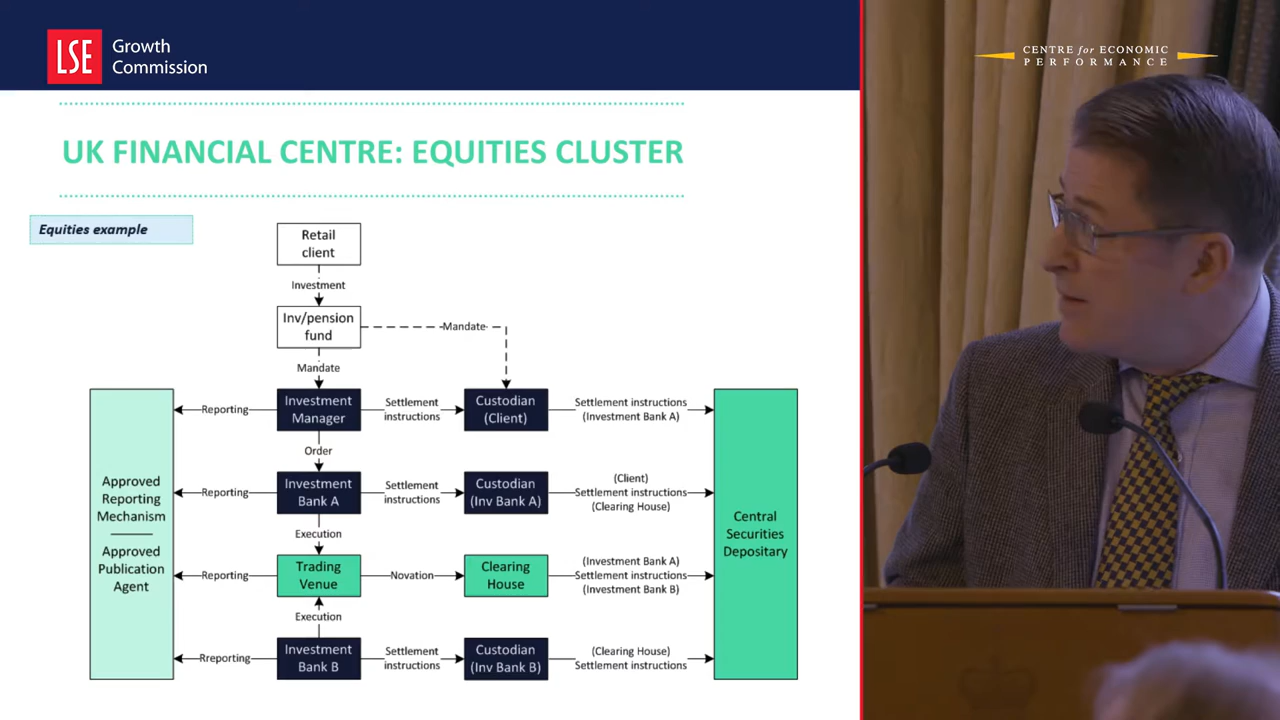 LSE
Growth
Commission
CENTRE for ECONOMIC
PERFORMANCE
UK FINANCIAL CENTRE: EQUITIES CLUSTER
Equities example
Retail
client
Investment
Inv/pension
fund
Mandate
Mandate
Investment
Manager
Reporting
Settlement
instructions
Custodian
(Client)
Settlement instructions
(Investment Bank A)
Order
Investment
Bank A
Reporting
Settlement
instructions
Custodian
(Inv Bank A)
(Client)
Settlement instructions
(Clearing House)
Approved
Reporting
Mechanism
Approved
Publication
Agent
Central
Securities
Depositary
Execution
Trading
Venue
Reporting
Novation
Clearing
House
(Investment Bank A)
Settlement instructions
(Investment Bank B)
Execution
Investment
Bank B
Rreporting
Settlement
instructions
Custodian
(Inv Bank B)
(Clearing House)
Settlement instructions